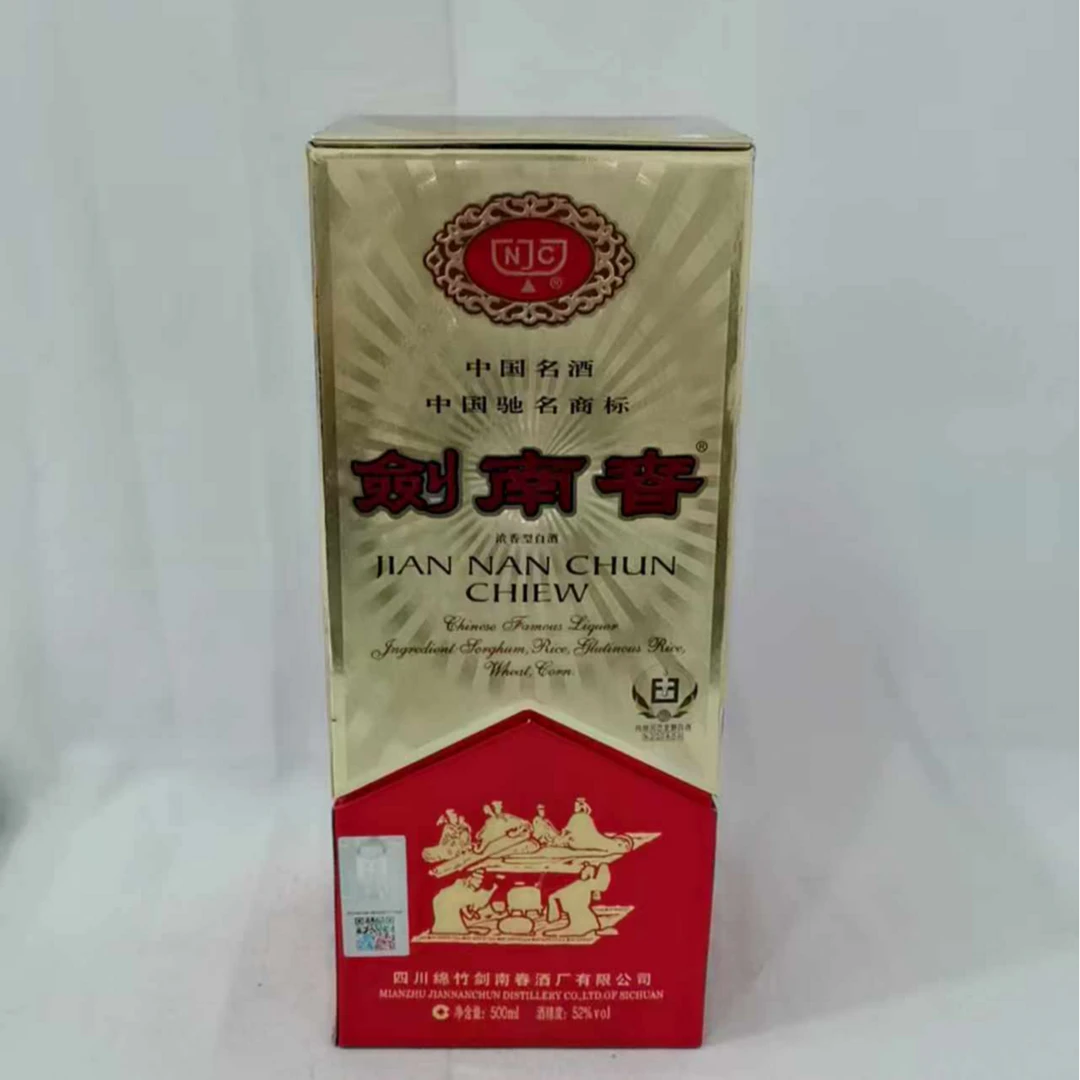 NJC
®
中国名酒
中国驰名商标
劍南春®
浓香型白酒
JIAN NAN CHUN
CHIEW
Chinese Famous Liquor
Ingredient Sorghum, Rice, Glutinous Rice,
Wheat, Corn.
四川绵竹剑南春酒厂有限公司
MIANZHU JIANNANCHUN DISTILLERY CO.,LTD.OF SICHUAN
C 净含量: 500ml 酒精度: 52%vol